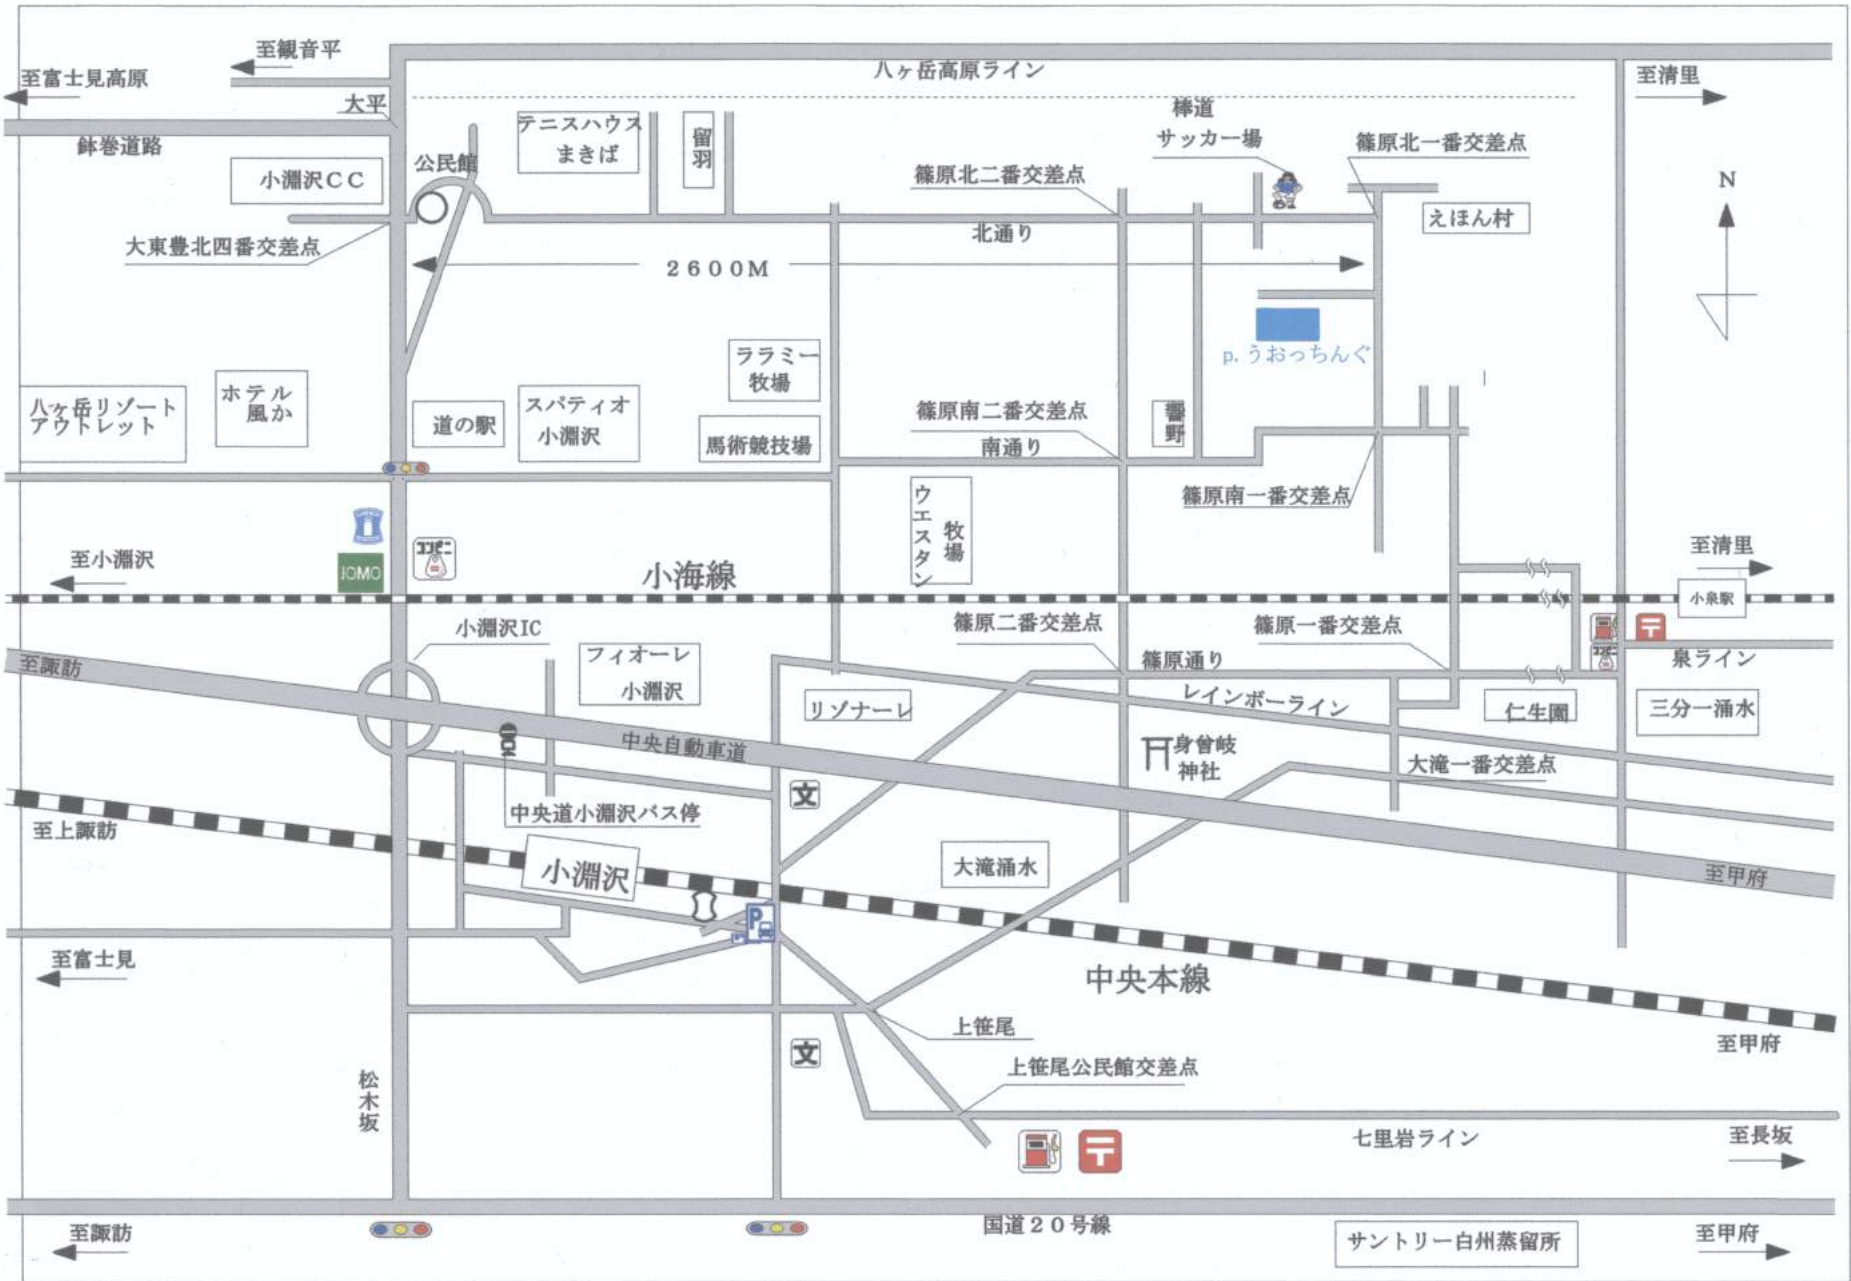 至観音平
八ヶ岳高原ライン
至富士見高原
至清里
大平
棒道
テニスハウス
まきば
留羽
サッカー場
篠原北一番交差点
鉢巻道路
公民館
小淵沢CC
篠原北二番交差点
N
えほん村
大東豊北四番交差点
北通り
2600M
ララミー
牧場
p.うおっちんぐ
八ヶ岳リゾート
アウトレット
ホテル
風か
道の駅
スパティオ
小淵沢
馬術競技場
篠原南二番交差点
南通り
響野
篠原南一番交差点
ウエスタン
牧場
至小淵沢
JOMO
コンビニ
小海線
至清里
小泉駅
小淵沢IC
篠原二番交差点
篠原一番交差点
〒
コンビニ
至諏訪
フィオーレ
小淵沢
篠原通り
泉ライン
リゾナーレ
レインボーライン
仁生園
三分一涌水
中央自動車道
身曾岐
神社
大滝一番交差点
文
中央道小淵沢バス停
至上諏訪
小淵沢
大滝涌水
至甲府
P
至富士見
中央本線
上笹尾
至甲府
文
上笹尾公民館交差点
松木坂
〒
七里岩ライン
至長坂
国道20号線
至諏訪
サントリー白州蒸留所
至甲府